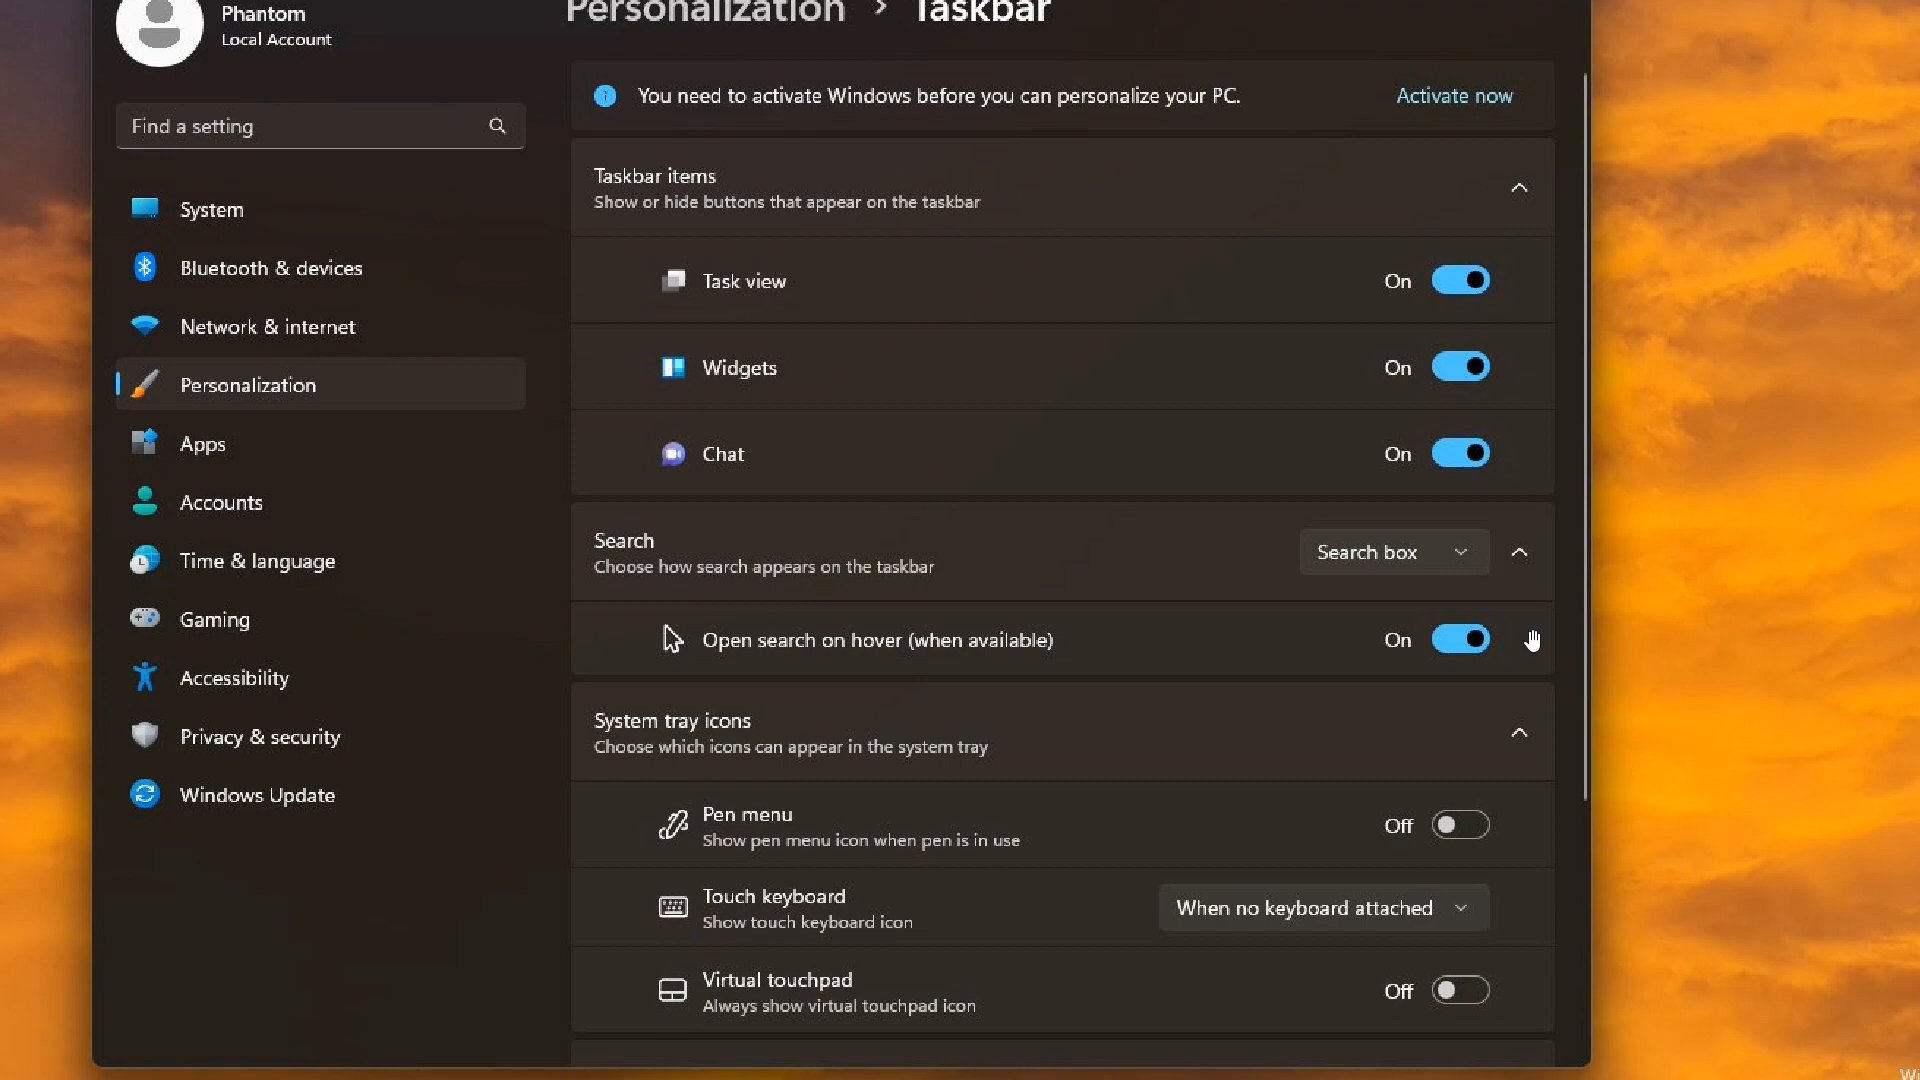 Phantom
Local Account
Personalization > Taskbar
Find a setting
System
Bluetooth & devices
Network & internet
Personalization
Apps
Accounts
Time & language
Gaming
Accessibility
Privacy & security
Windows Update
You need to activate Windows before you can personalize your PC.
Activate now
Taskbar items
Show or hide buttons that appear on the taskbar
Task view
On
Widgets
On
Chat
On
Search
Choose how search appears on the taskbar
Search box
Open search on hover (when available)
On
System tray icons
Choose which icons can appear in the system tray
Pen menu
Show pen menu icon when pen is in use
Off
Touch keyboard
Show touch keyboard icon
When no keyboard attached
Virtual touchpad
Always show virtual touchpad icon
Off